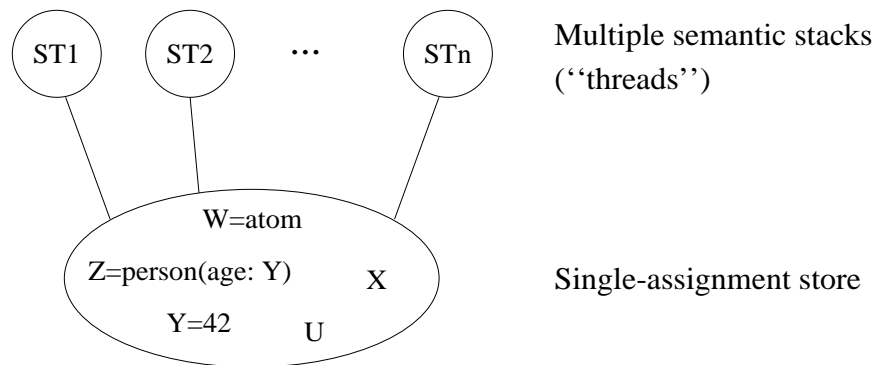 ST1 ST2 ... STn
Multiple semantic stacks
(‘‘threads’’)
W=atom
Z=person(age: Y)
X
Single-assignment store
Y=42
U